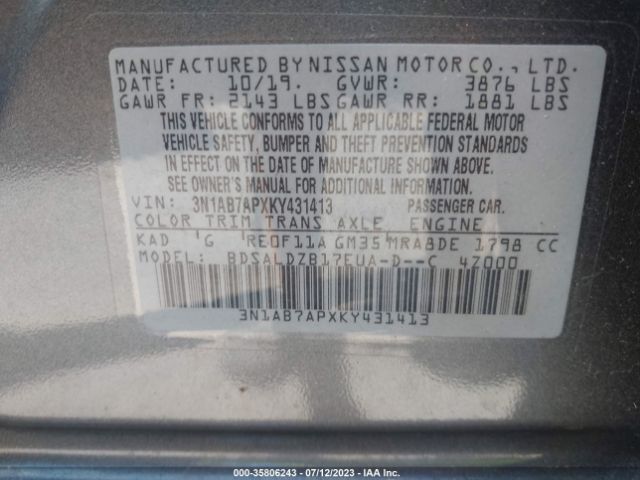 MANUFACTURED BY NISSAN MOTOR CO., LTD.
DATE: 10/19. GVWR: 3876 LBS
GAWR FR: 2143 LBS GAWR RR: 1881 LBS
THIS VEHICLE CONFORMS TO ALL APPLICABLE FEDERAL MOTOR
VEHICLE SAFETY, BUMPER AND THEFT PREVENTION STANDARDS
IN EFFECT ON THE DATE OF MANUFACTURE SHOWN ABOVE.
SEE OWNER'S MANUAL FOR ADDITIONAL INFORMATION.
VIN: 3N1AB7APXKY431413 PASSENGER CAR.
COLOR TRIM TRANS AXLE ENGINE
KAD G RE0F11A GM35 MRA8DE 1798 CC
MODEL: BDSALDZB17EUA-D--C 4Z000
3N1AB7APXKY431413
000-35806243 - 07/12/2023 - IAA Inc.